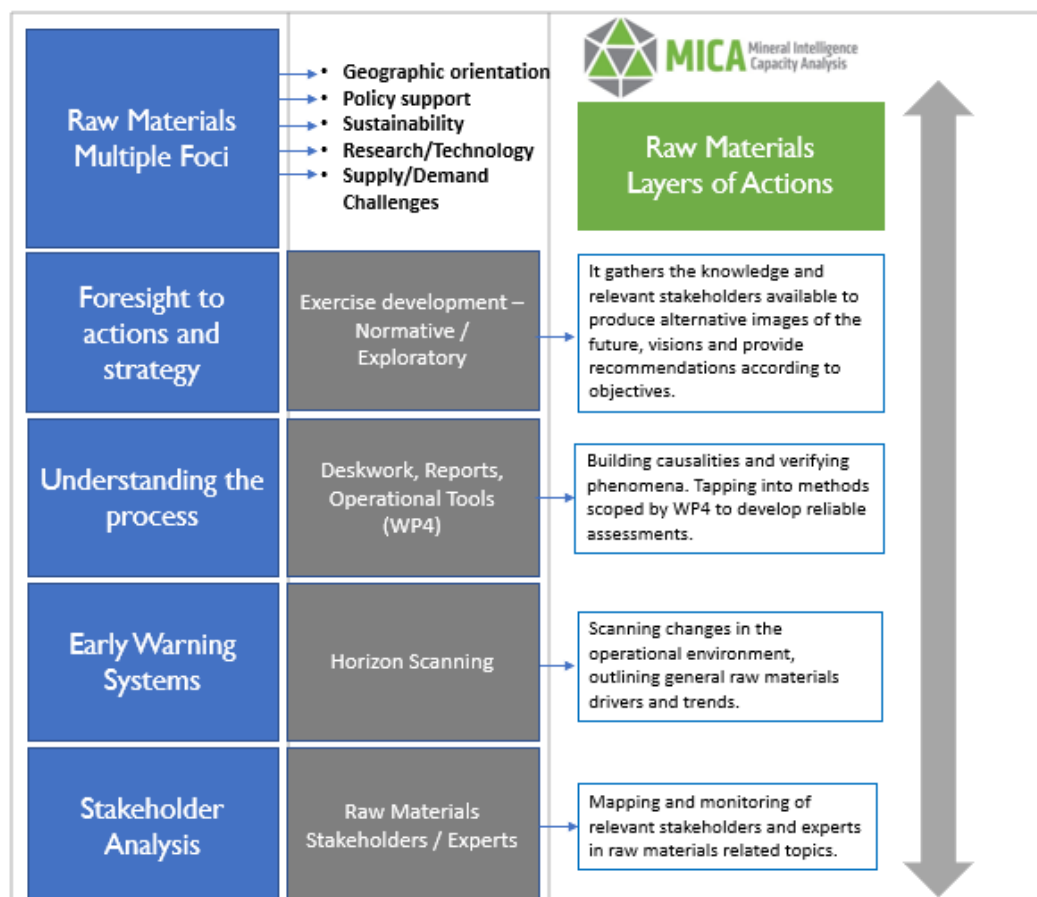 Raw Materials
Multiple Foci
• Geographic orientation
• Policy support
• Sustainability
• Research/Technology
• Supply/Demand
Challenges
MICA Mineral Intelligence
Capacity Analysis
Raw Materials
Layers of Actions
Foresight to
actions and
strategy
Exercise development –
Normative /
Exploratory
It gathers the knowledge and
relevant stakeholders available to
produce alternative images of the
future, visions and provide
recommendations according to
objectives.
Understanding the
process
Deskwork, Reports,
Operational Tools
(WP4)
Building causalities and verifying
phenomena. Tapping into methods
scoped by WP4 to develop reliable
assessments.
Early Warning
Systems
Horizon Scanning
Scanning changes in the
operational environment,
outlining general raw materials
drivers and trends.
Stakeholder
Analysis
Raw Materials
Stakeholders / Experts
Mapping and monitoring of
relevant stakeholders and experts
in raw materials related topics.